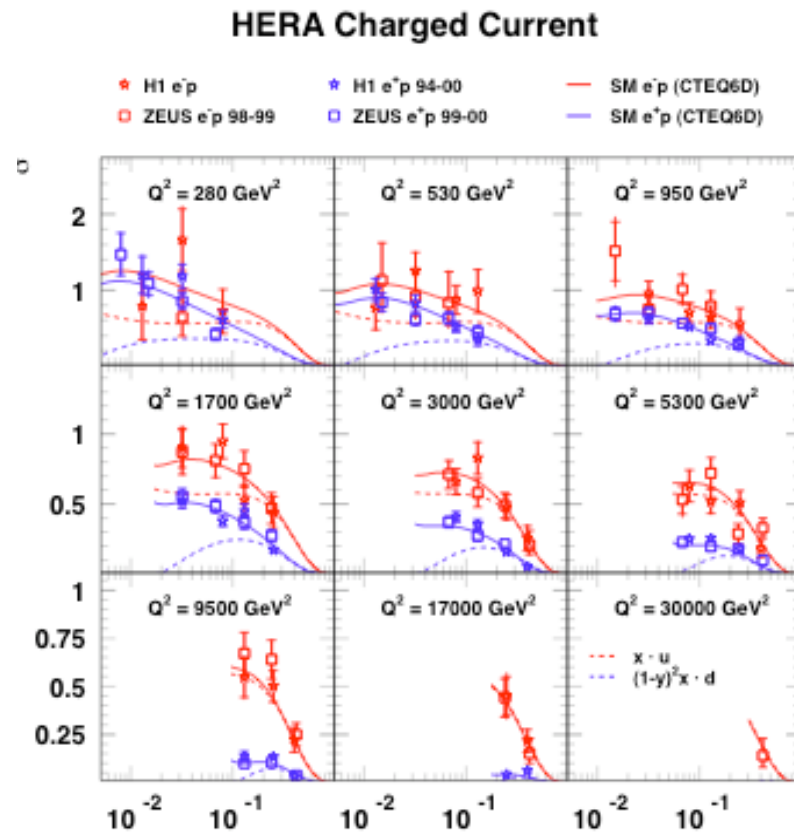 HERA Charged Current
H1 e⁻p
H1 e⁺p 94-00
SM e⁻p (CTEQ6D)
ZEUS e⁻p 98-99
ZEUS e⁺p 99-00
SM e⁺p (CTEQ6D)
σ
Q² = 280 GeV²
Q² = 530 GeV²
Q² = 950 GeV²
2
1
Q² = 1700 GeV²
Q² = 3000 GeV²
Q² = 5300 GeV²
1
0.5
Q² = 9500 GeV²
Q² = 17000 GeV²
Q² = 30000 GeV²
1
0.75
0.5
0.25
x · u
(1-y)²x · d
10⁻² 10⁻¹ 10⁻² 10⁻¹ 10⁻² 10⁻¹